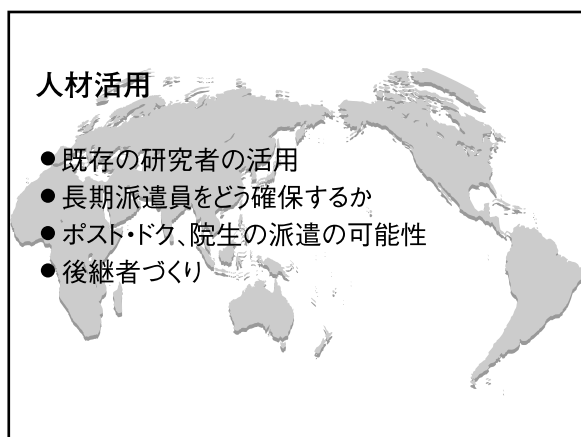 人材活用
●既存の研究者の活用
●長期派遣員をどう確保するか
●ポスト・ドク、院生の派遣の可能性
●後継者づくり